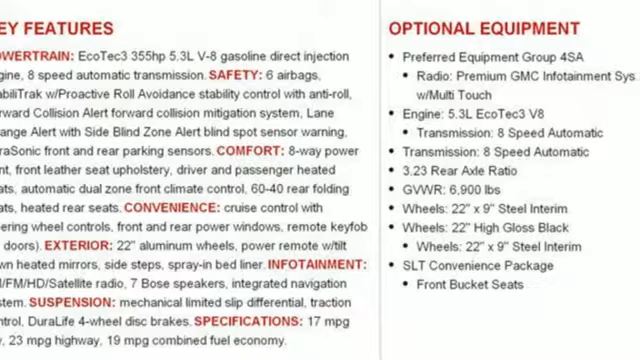 EY FEATURES
OWERTRAIN: EcoTec3 355hp 5.3L V-8 gasoline direct injection
gine, 8 speed automatic transmission. SAFETY: 6 airbags,
abiliTrak w/Proactive Roll Avoidance stability control with anti-roll,
rward Collision Alert forward collision mitigation system, Lane
ange Alert with Side Blind Zone Alert blind spot sensor warning,
raSonic front and rear parking sensors. COMFORT: 8-way power
nt, front leather seat upholstery, driver and passenger heated
ats, automatic dual zone front climate control, 60-40 rear folding
ats, heated rear seats. CONVENIENCE: cruise control with
ering wheel controls, front and rear power windows, remote keyfob
doors). EXTERIOR: 22" aluminum wheels, power remote w/tilt
wn heated mirrors, side steps, spray-in bed liner. INFOTAINMENT:
M/FM/HD/Satellite radio, 7 Bose speakers, integrated navigation
stem. SUSPENSION: mechanical limited slip differential, traction
ntrol, DuraLife 4-wheel disc brakes. SPECIFICATIONS: 17 mpg
y, 23 mpg highway, 19 mpg combined fuel economy.
OPTIONAL EQUIPMENT
• Preferred Equipment Group 4SA
• Radio: Premium GMC Infotainment Sys
w/Multi Touch
• Engine: 5.3L EcoTec3 V8
• Transmission: 8 Speed Automatic
• Transmission: 8 Speed Automatic
• 3.23 Rear Axle Ratio
• GVWR: 6,900 lbs
• Wheels: 22" x 9" Steel Interim
• Wheels: 22" High Gloss Black
• Wheels: 22" x 9" Steel Interim
• SLT Convenience Package
• Front Bucket Seats